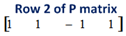 Row 2 of P matrix
[1 1 − 1 1]